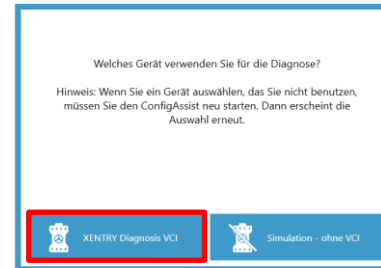 Welches Gerät verwenden Sie für die Diagnose?
Hinweis: Wenn Sie ein Gerät auswählen, das Sie nicht benutzen,
müssen Sie den ConfigAssist neu starten. Dann erscheint die
Auswahl erneut.
XENTRY Diagnosis VCI
Simulation - ohne VCI